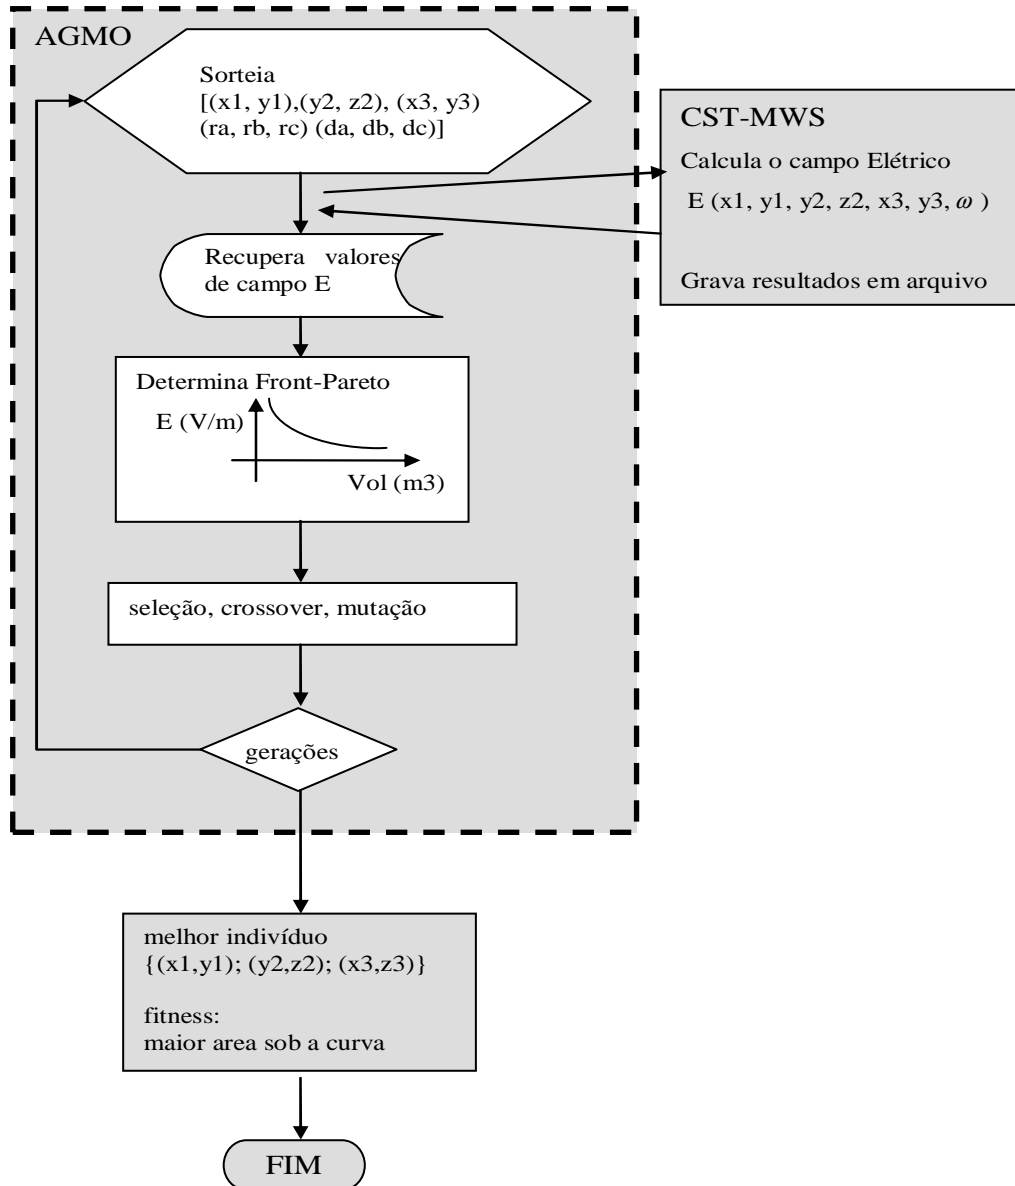 AGMO
Sorteia
[(x1, y1),(y2, z2), (x3, y3)
(ra, rb, rc) (da, db, dc)]
CST-MWS
Calcula o campo Elétrico
E (x1, y1, y2, z2, x3, y3, ω )
Grava resultados em arquivo
Recupera valores
de campo E
Determina Front-Pareto
E (V/m)
Vol (m3)
seleção, crossover, mutação
gerações
melhor indivíduo
{(x1,y1); (y2,z2); (x3,z3)}
fitness:
maior area sob a curva
FIM